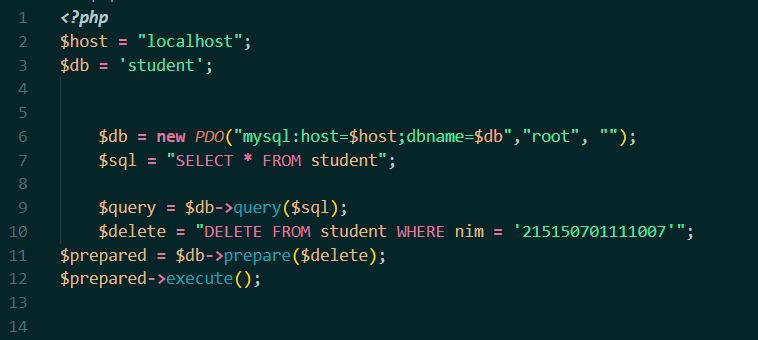 1 <?php
2 $host = "localhost";
3 $db = 'student';
4
5
6 $db = new PDO("mysql:host=$host;dbname=$db","root", "");
7 $sql = "SELECT * FROM student";
8
9 $query = $db->query($sql);
10 $delete = "DELETE FROM student WHERE nim = '215150701111007'";
11 $prepared = $db->prepare($delete);
12 $prepared->execute();
13
14